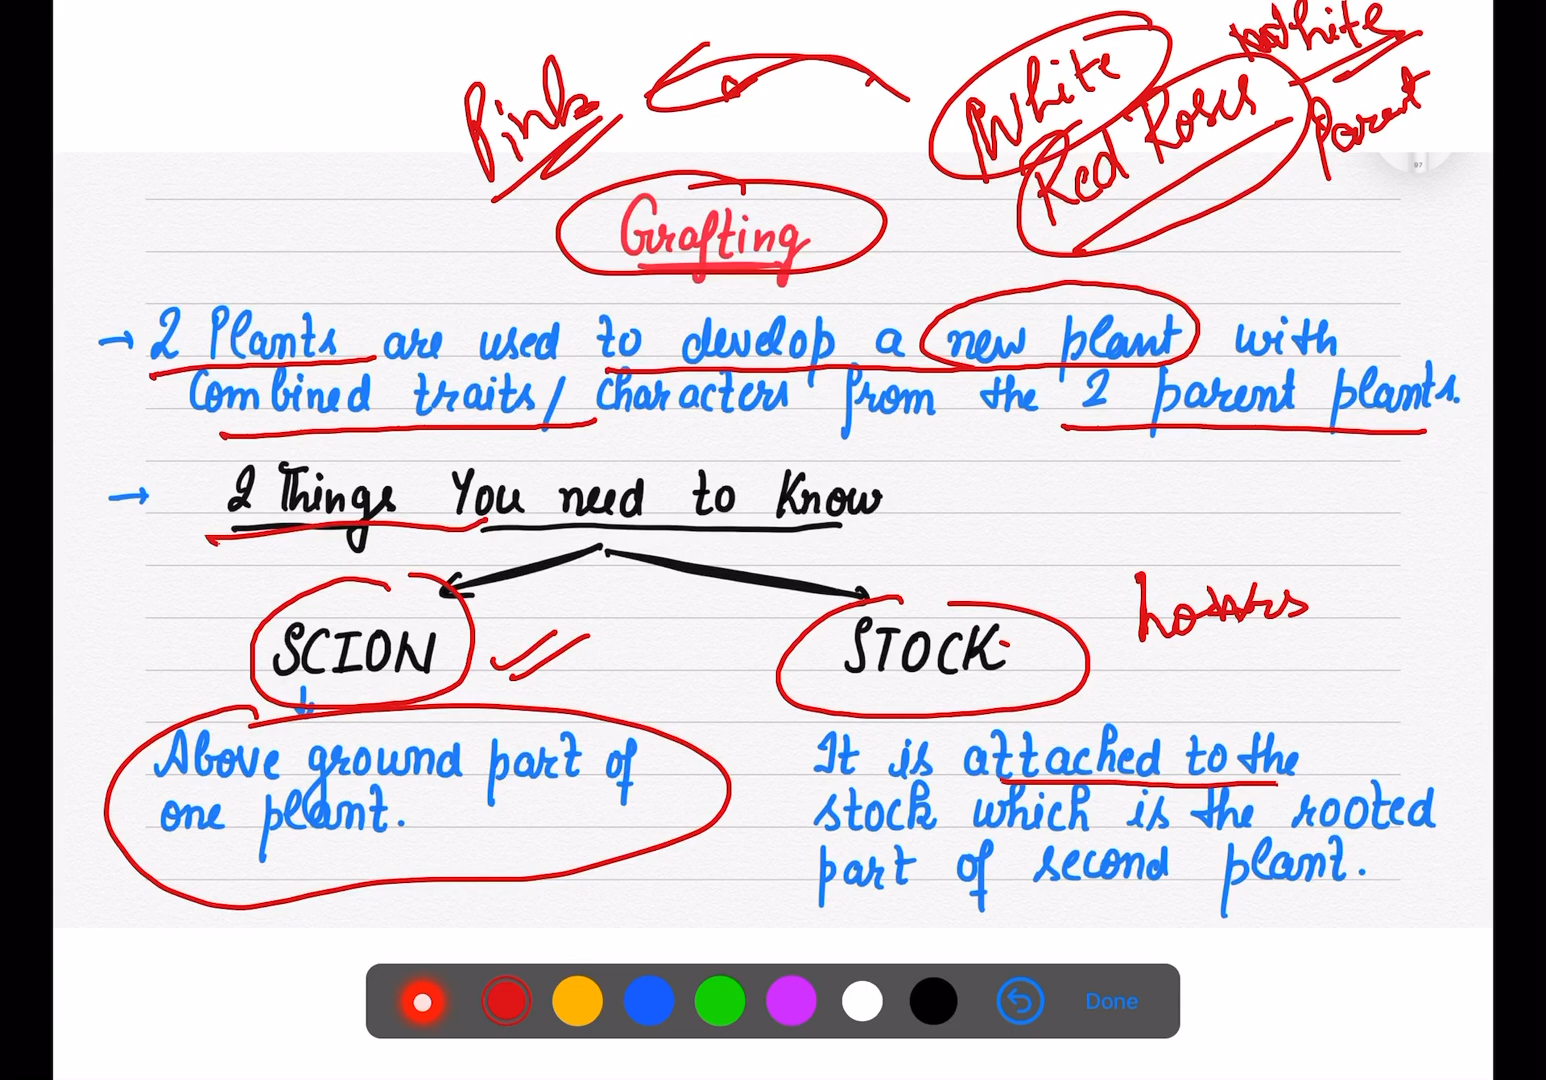 White
Pink
White
Red Roses
Parent
97
Grafting
→ 2 Plants are used to develop a new plant with
Combined traits/ characters from the 2 parent plants.
→ 2 Things You need to Know
SCION
STOCK
Above ground part of
one plant.
It is attached to the
stock which is the rooted
part of second plant.
Done